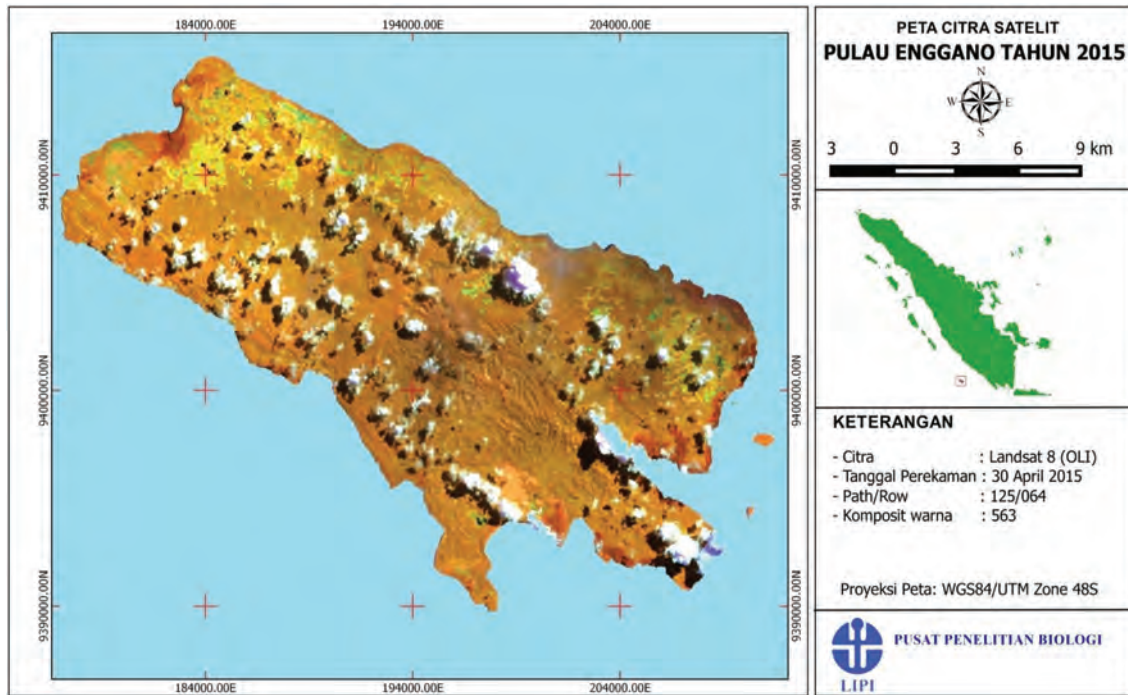 184000.00E 194000.00E 204000.00E
9410000.00N 9410000.00N
9400000.00N 9400000.00N
9390000.00N 9390000.00N
184000.00E 194000.00E 204000.00E
PETA CITRA SATELIT
PULAU ENGGANO TAHUN 2015
N
W E
S
3 0 3 6 9 km
KETERANGAN
- Citra : Landsat 8 (OLI)
- Tanggal Perekaman : 30 April 2015
- Path/Row : 125/064
- Komposit warna : 563
Proyeksi Peta: WGS84/UTM Zone 48S
PUSAT PENELITIAN BIOLOGI
LIPI